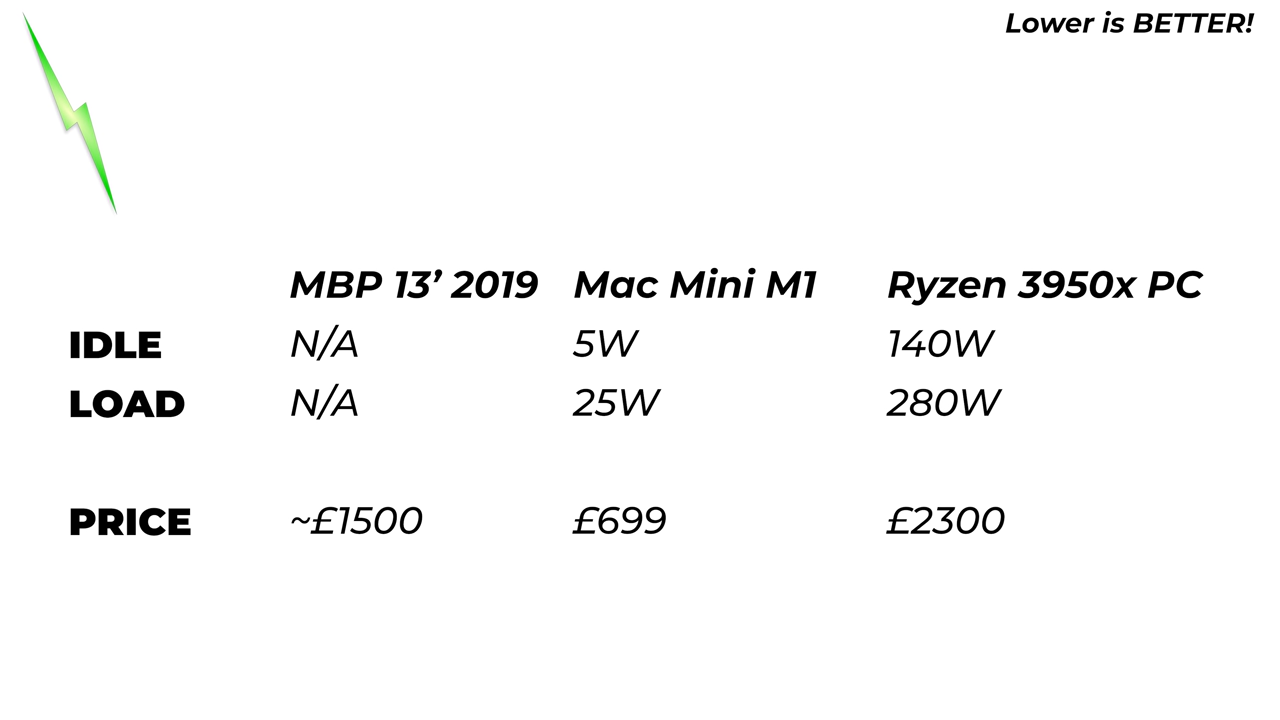 Lower is BETTER!
MBP 13’ 2019 Mac Mini M1 Ryzen 3950x PC
IDLE N/A 5W 140W
LOAD N/A 25W 280W
PRICE ~£1500 £699 £2300